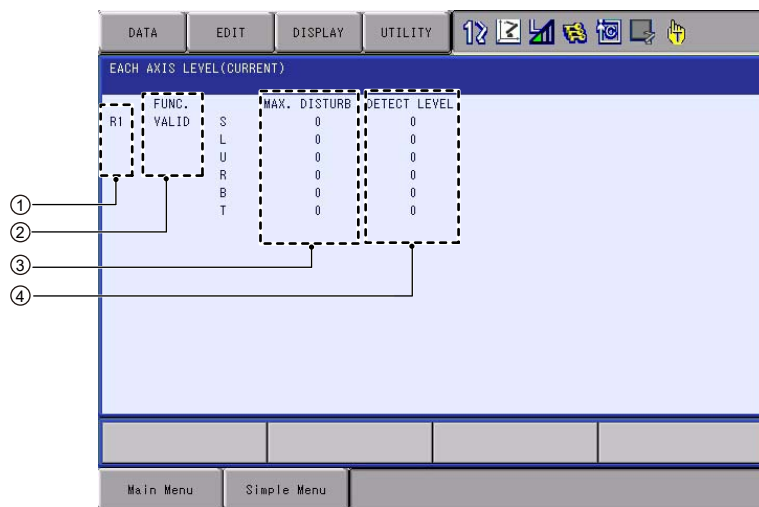 DATA EDIT DISPLAY UTILITY
EACH AXIS LEVEL(CURRENT)
FUNC. MAX. DISTURB DETECT LEVEL
R1 VALID S 0 0
L 0 0
U 0 0
R 0 0
B 0 0
T 0 0
①
②
③
④
Main Menu Simple Menu